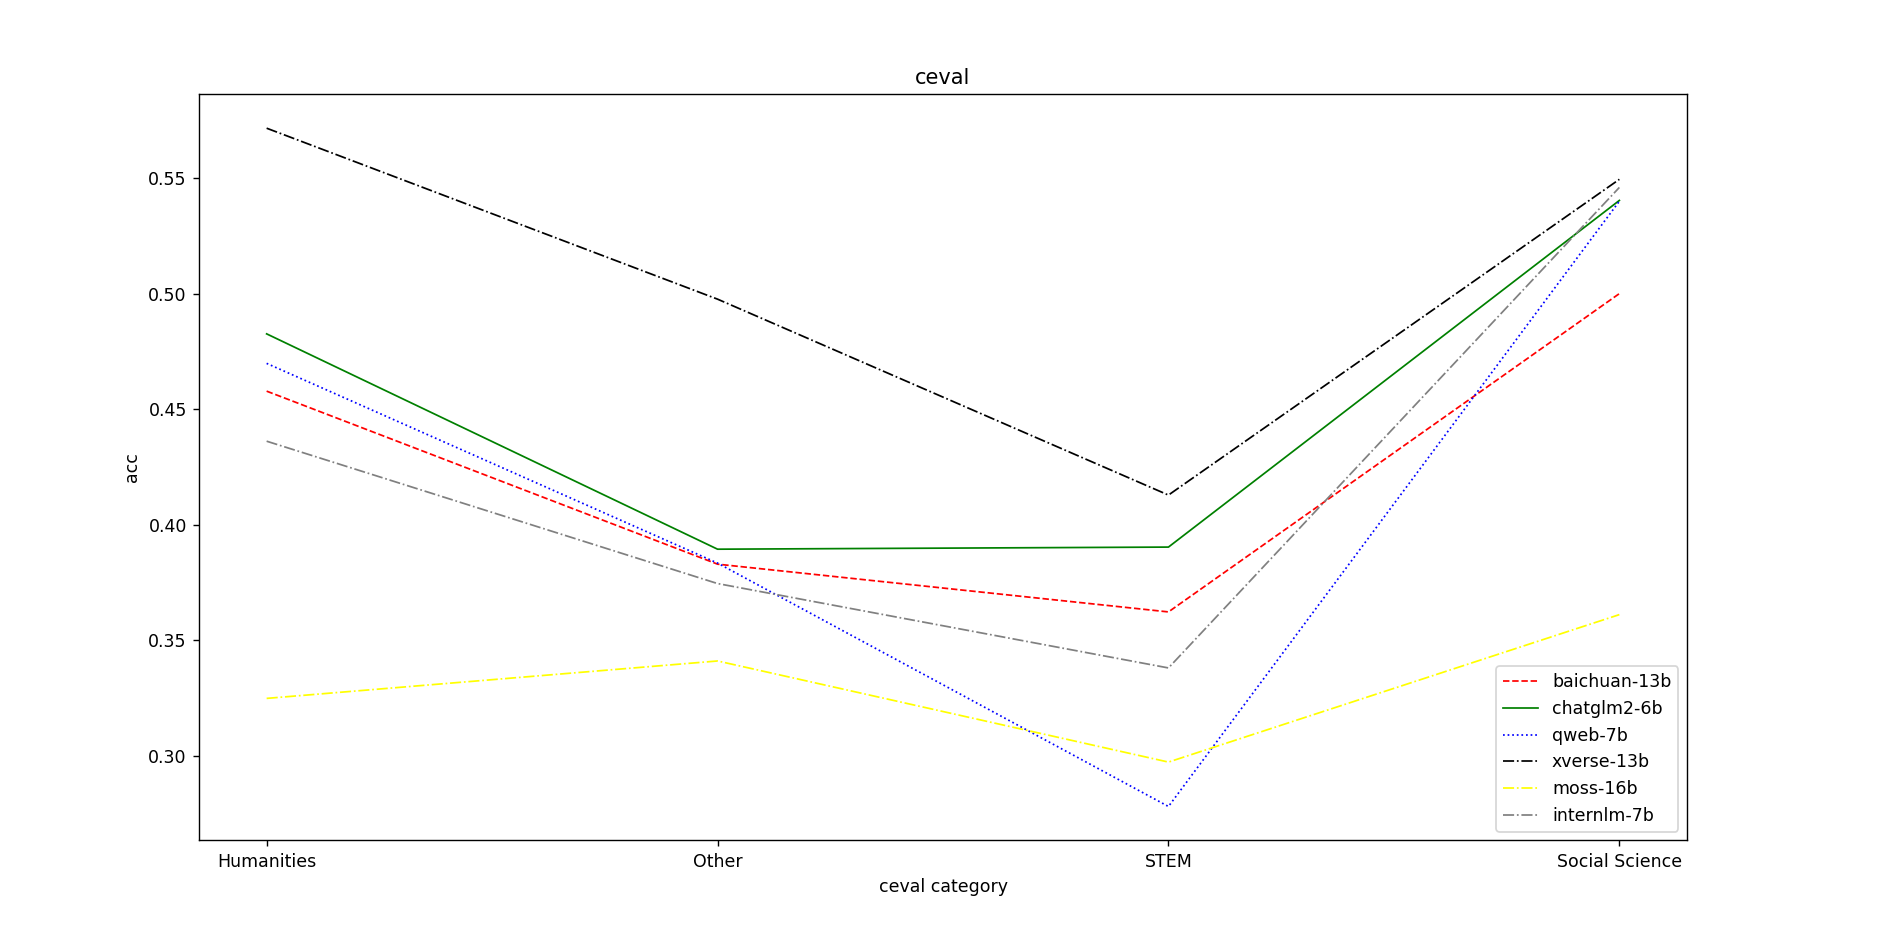 ceval
0.55
0.50
0.45
0.40
0.35
0.30
acc
Humanities
Other
STEM
Social Science
ceval category
baichuan-13b
chatglm2-6b
qweb-7b
xverse-13b
moss-16b
internlm-7b